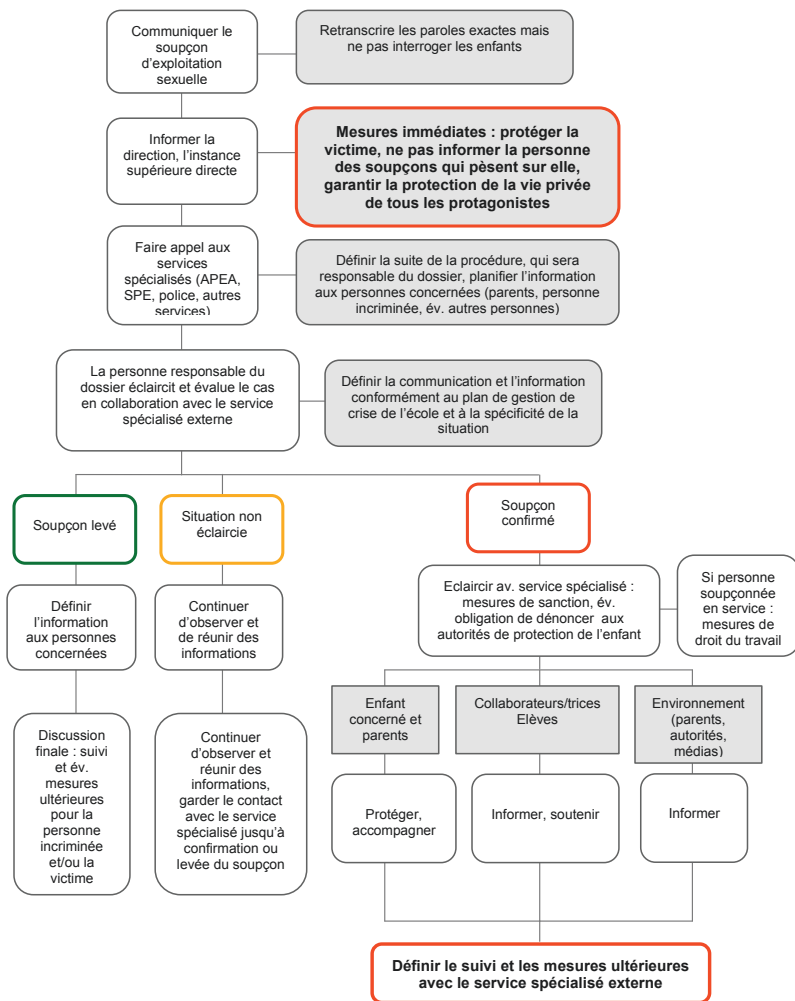 Communiquer le
soupçon
d'exploitation
sexuelle
Retranscrire les paroles exactes mais
ne pas interroger les enfants
Informer la
direction, l'instance
supérieure directe
Mesures immédiates : protéger la
victime, ne pas informer la personne
des soupçons qui pèsent sur elle,
garantir la protection de la vie privée
de tous les protagonistes
Faire appel aux
services
spécialisés (APEA,
SPE, police, autres
services)
Définir la suite de la procédure, qui sera
responsable du dossier, planifier l'information
aux personnes concernées (parents, personne
incriminée, év. autres personnes)
La personne responsable du
dossier éclaircit et évalue le cas
en collaboration avec le service
spécialisé externe
Définir la communication et l'information
conformément au plan de gestion de
crise de l'école et à la spécificité de la
situation
Soupçon levé
Situation non
éclaircie
Soupçon
confirmé
Définir
l'information
aux personnes
concernées
Continuer
d'observer et
de réunir des
informations
Eclaircir av. service spécialisé :
mesures de sanction, év.
obligation de dénoncer aux
autorités de protection de l'enfant
Si personne
soupçonnée
en service :
mesures de
droit du travail
Enfant
concerné et
parents
Collaborateurs/trices
Elèves
Environnement
(parents,
autorités,
médias)
Discussion
finale : suivi
et év.
mesures
ultérieures
pour la
personne
incriminée
et/ou la
victime
Continuer
d'observer et
réunir des
informations,
garder le contact
avec le service
spécialisé jusqu'à
confirmation ou
levée du soupçon
Protéger,
accompagner
Informer, soutenir
Informer
Définir le suivi et les mesures ultérieures
avec le service spécialisé externe